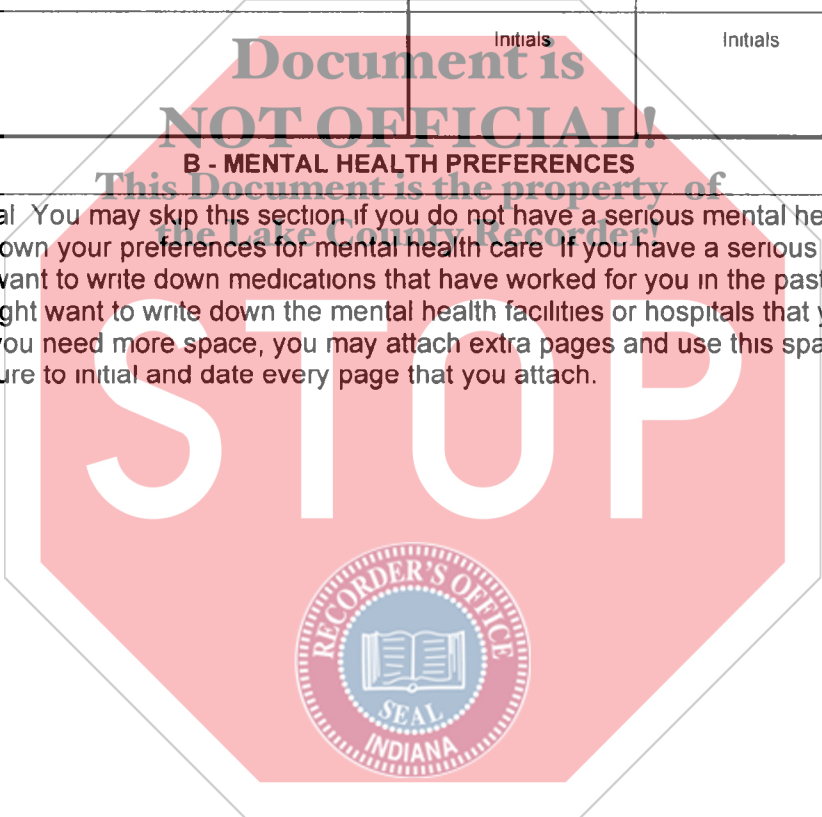 Initials Initials
Document is
NOT OFFICIAL!
B - MENTAL HEALTH PREFERENCES
This Document is the property of
al You may skip this section if you do not have a serious mental he
the Lake County Recorder!
own your preferences for mental health care If you have a serious
vant to write down medications that have worked for you in the past
ght want to write down the mental health facilities or hospitals that y
you need more space, you may attach extra pages and use this spa
ure to initial and date every page that you attach.
STOP
RECORDER'S OFFICE
SEAL
INDIANA